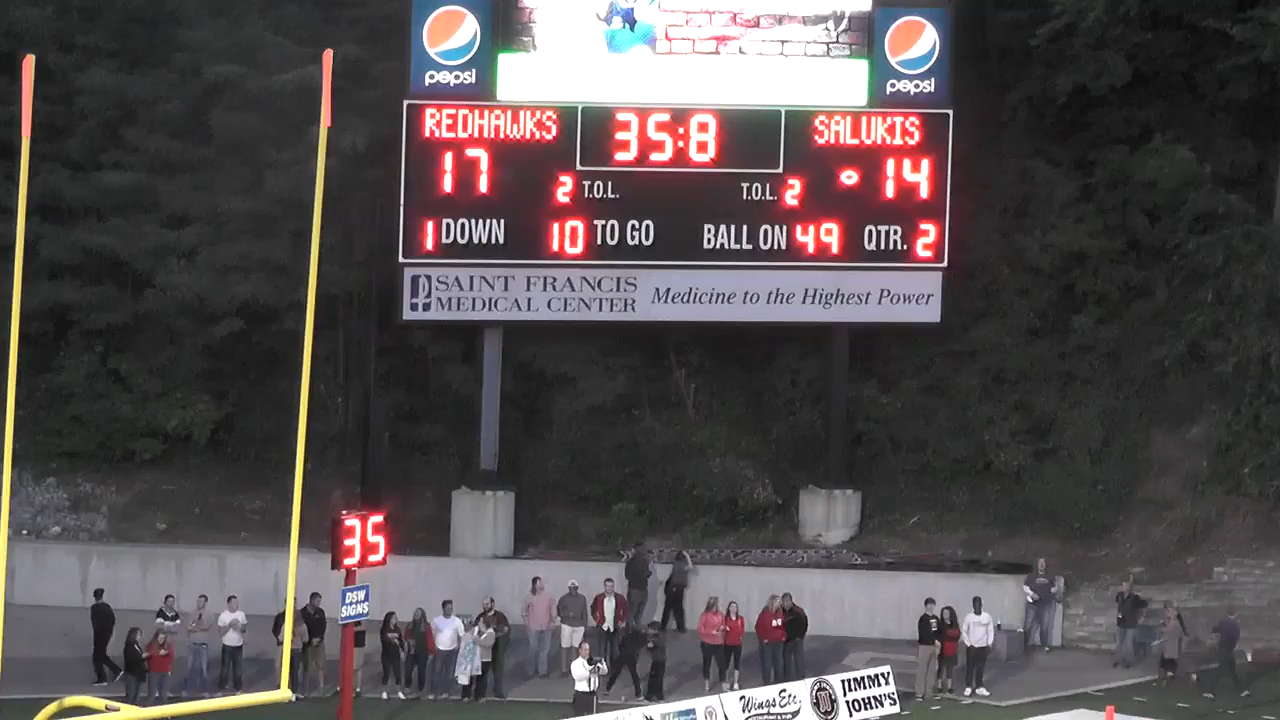 pepsi
pepsi
REDHAWKS 35:8 SALUKIS
17 2 T.O.L. T.O.L. 2 14
1 DOWN 10 TO GO BALL ON 49 QTR. 2
SAINT FRANCIS
MEDICAL CENTER
Medicine to the Highest Power
35
DSW
SIGNS
Wings Etc.
JIMMY
JOHN'S